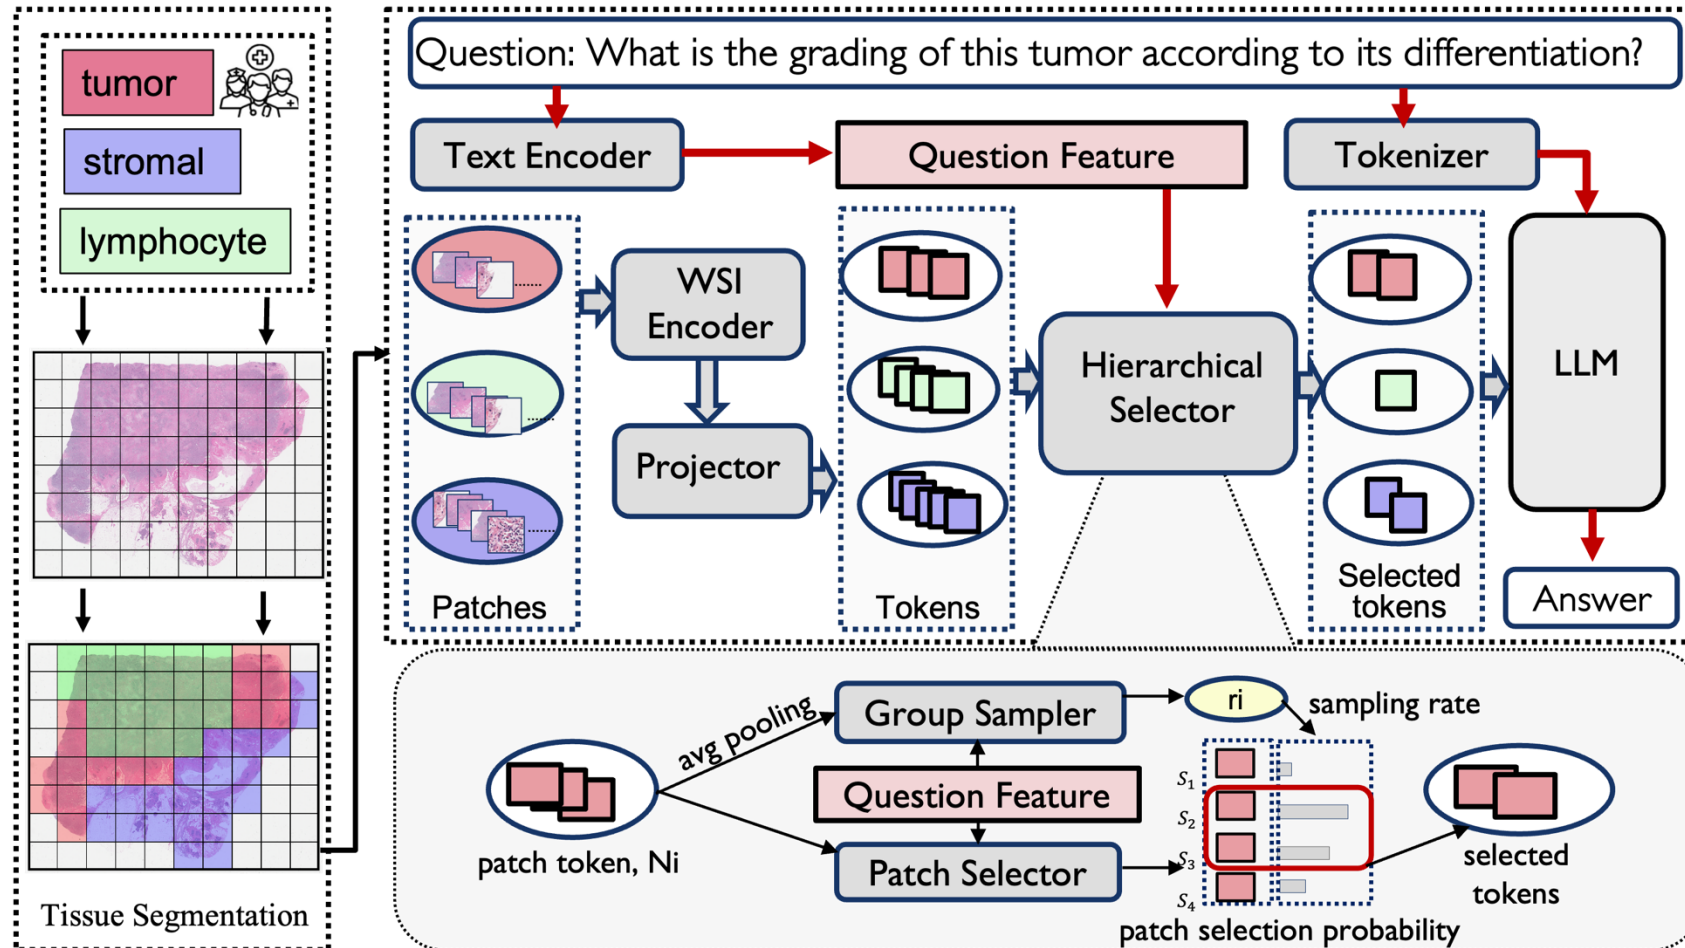 tumor
stromal
lymphocyte
Tissue Segmentation
Question: What is the grading of this tumor according to its differentiation?
Text Encoder
Question Feature
Tokenizer
WSI
Encoder
Projector
Hierarchical
Selector
LLM
Patches
Tokens
Selected
tokens
Answer
avg pooling
Group Sampler
ri
sampling rate
Question Feature
patch token, Ni
Patch Selector
S1
S2
S3
S4
selected
tokens
patch selection probability